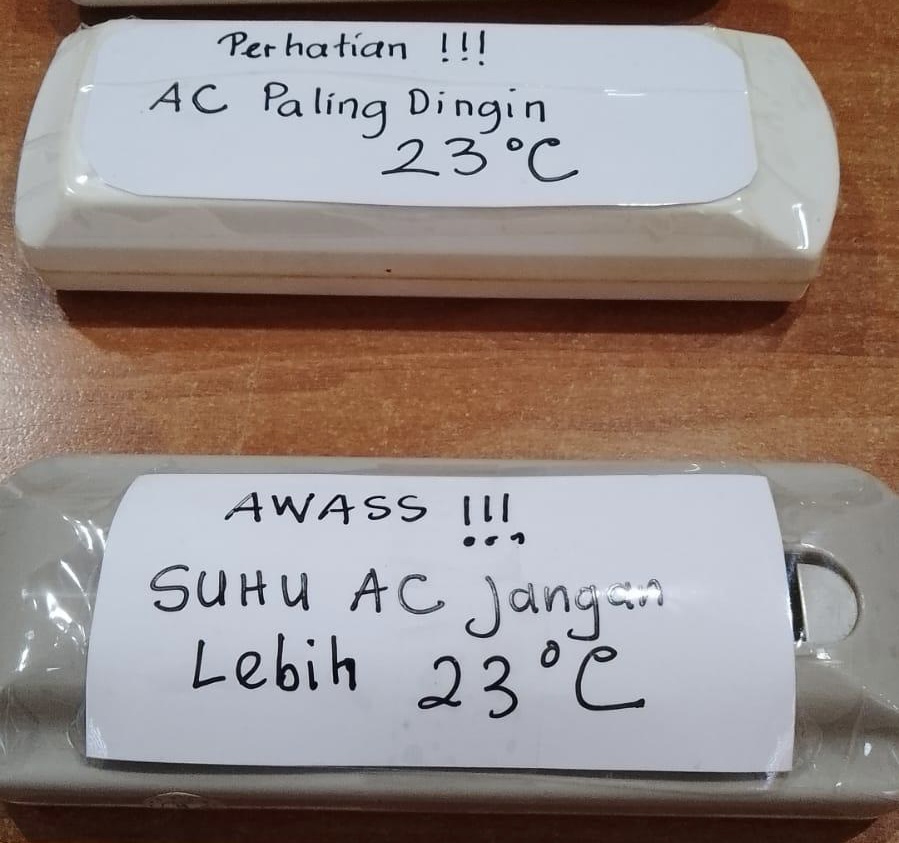 Perhatian !!!
AC Paling Dingin
23°C
AWASS !!!
SUHU AC Jangan
Lebih 23°C